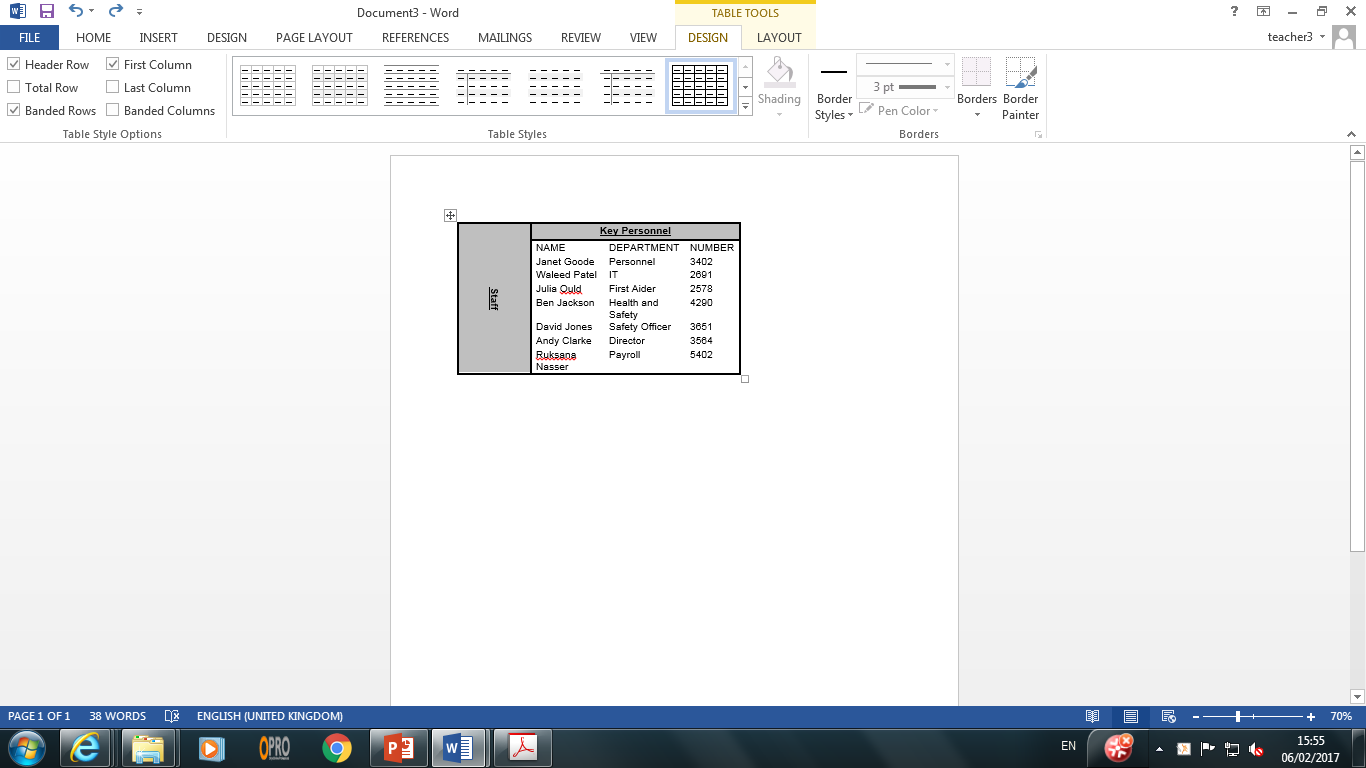 Document3 - Word
TABLE TOOLS
?
FILE HOME INSERT DESIGN PAGE LAYOUT REFERENCES MAILINGS REVIEW VIEW DESIGN LAYOUT
teacher3
Header Row First Column
Total Row Last Column
Banded Rows Banded Columns
Table Style Options
Table Styles
Shading
Border Styles
3 pt
Pen Color
Borders
Border Painter
Borders
Staff
Key Personnel
NAME DEPARTMENT NUMBER
Janet Goode Personnel 3402
Waleed Patel IT 2691
Julia Ould First Aider 2578
Ben Jackson Health and 4290
Safety
David Jones Safety Officer 3651
Andy Clarke Director 3564
Ruksana Payroll 5402
Nasser
PAGE 1 OF 1 38 WORDS ENGLISH (UNITED KINGDOM) 70%
OPRO
EN
15:55
06/02/2017